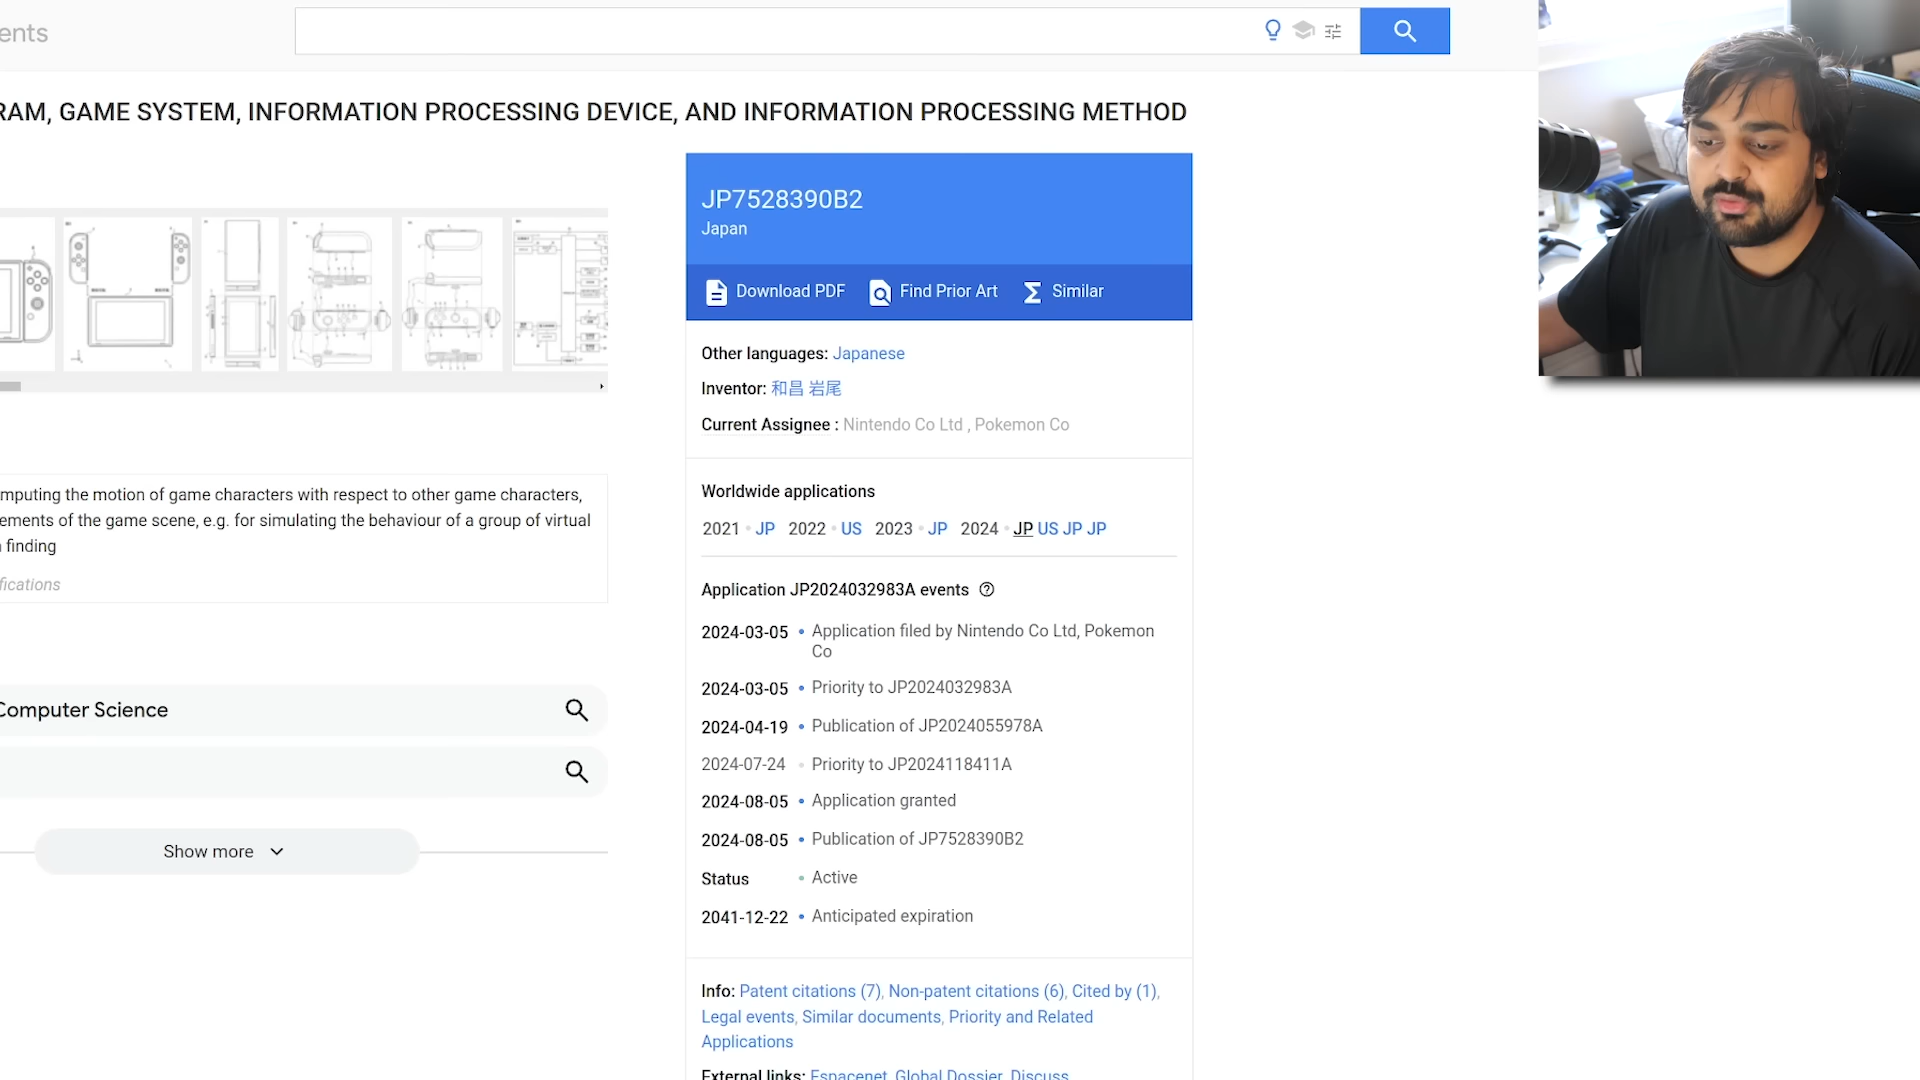 ents
RAM, GAME SYSTEM, INFORMATION PROCESSING DEVICE, AND INFORMATION PROCESSING METHOD
JP7528390B2
Japan
Download PDF Find Prior Art Similar
Other languages: Japanese
Inventor: 和昌 岩尾
Current Assignee : Nintendo Co Ltd , Pokemon Co
mputing the motion of game characters with respect to other game characters,
ements of the game scene, e.g. for simulating the behaviour of a group of virtual
finding
fications
Computer Science
Show more
Worldwide applications
2021 JP 2022 US 2023 JP 2024 JP US JP JP
Application JP2024032983A events
2024-03-05 Application filed by Nintendo Co Ltd, Pokemon
Co
2024-03-05 Priority to JP2024032983A
2024-04-19 Publication of JP2024055978A
2024-07-24 Priority to JP2024118411A
2024-08-05 Application granted
2024-08-05 Publication of JP7528390B2
Status Active
2041-12-22 Anticipated expiration
Info: Patent citations (7), Non-patent citations (6), Cited by (1),
Legal events, Similar documents, Priority and Related
Applications
External links: Espacenet, Global Dossier, Discuss